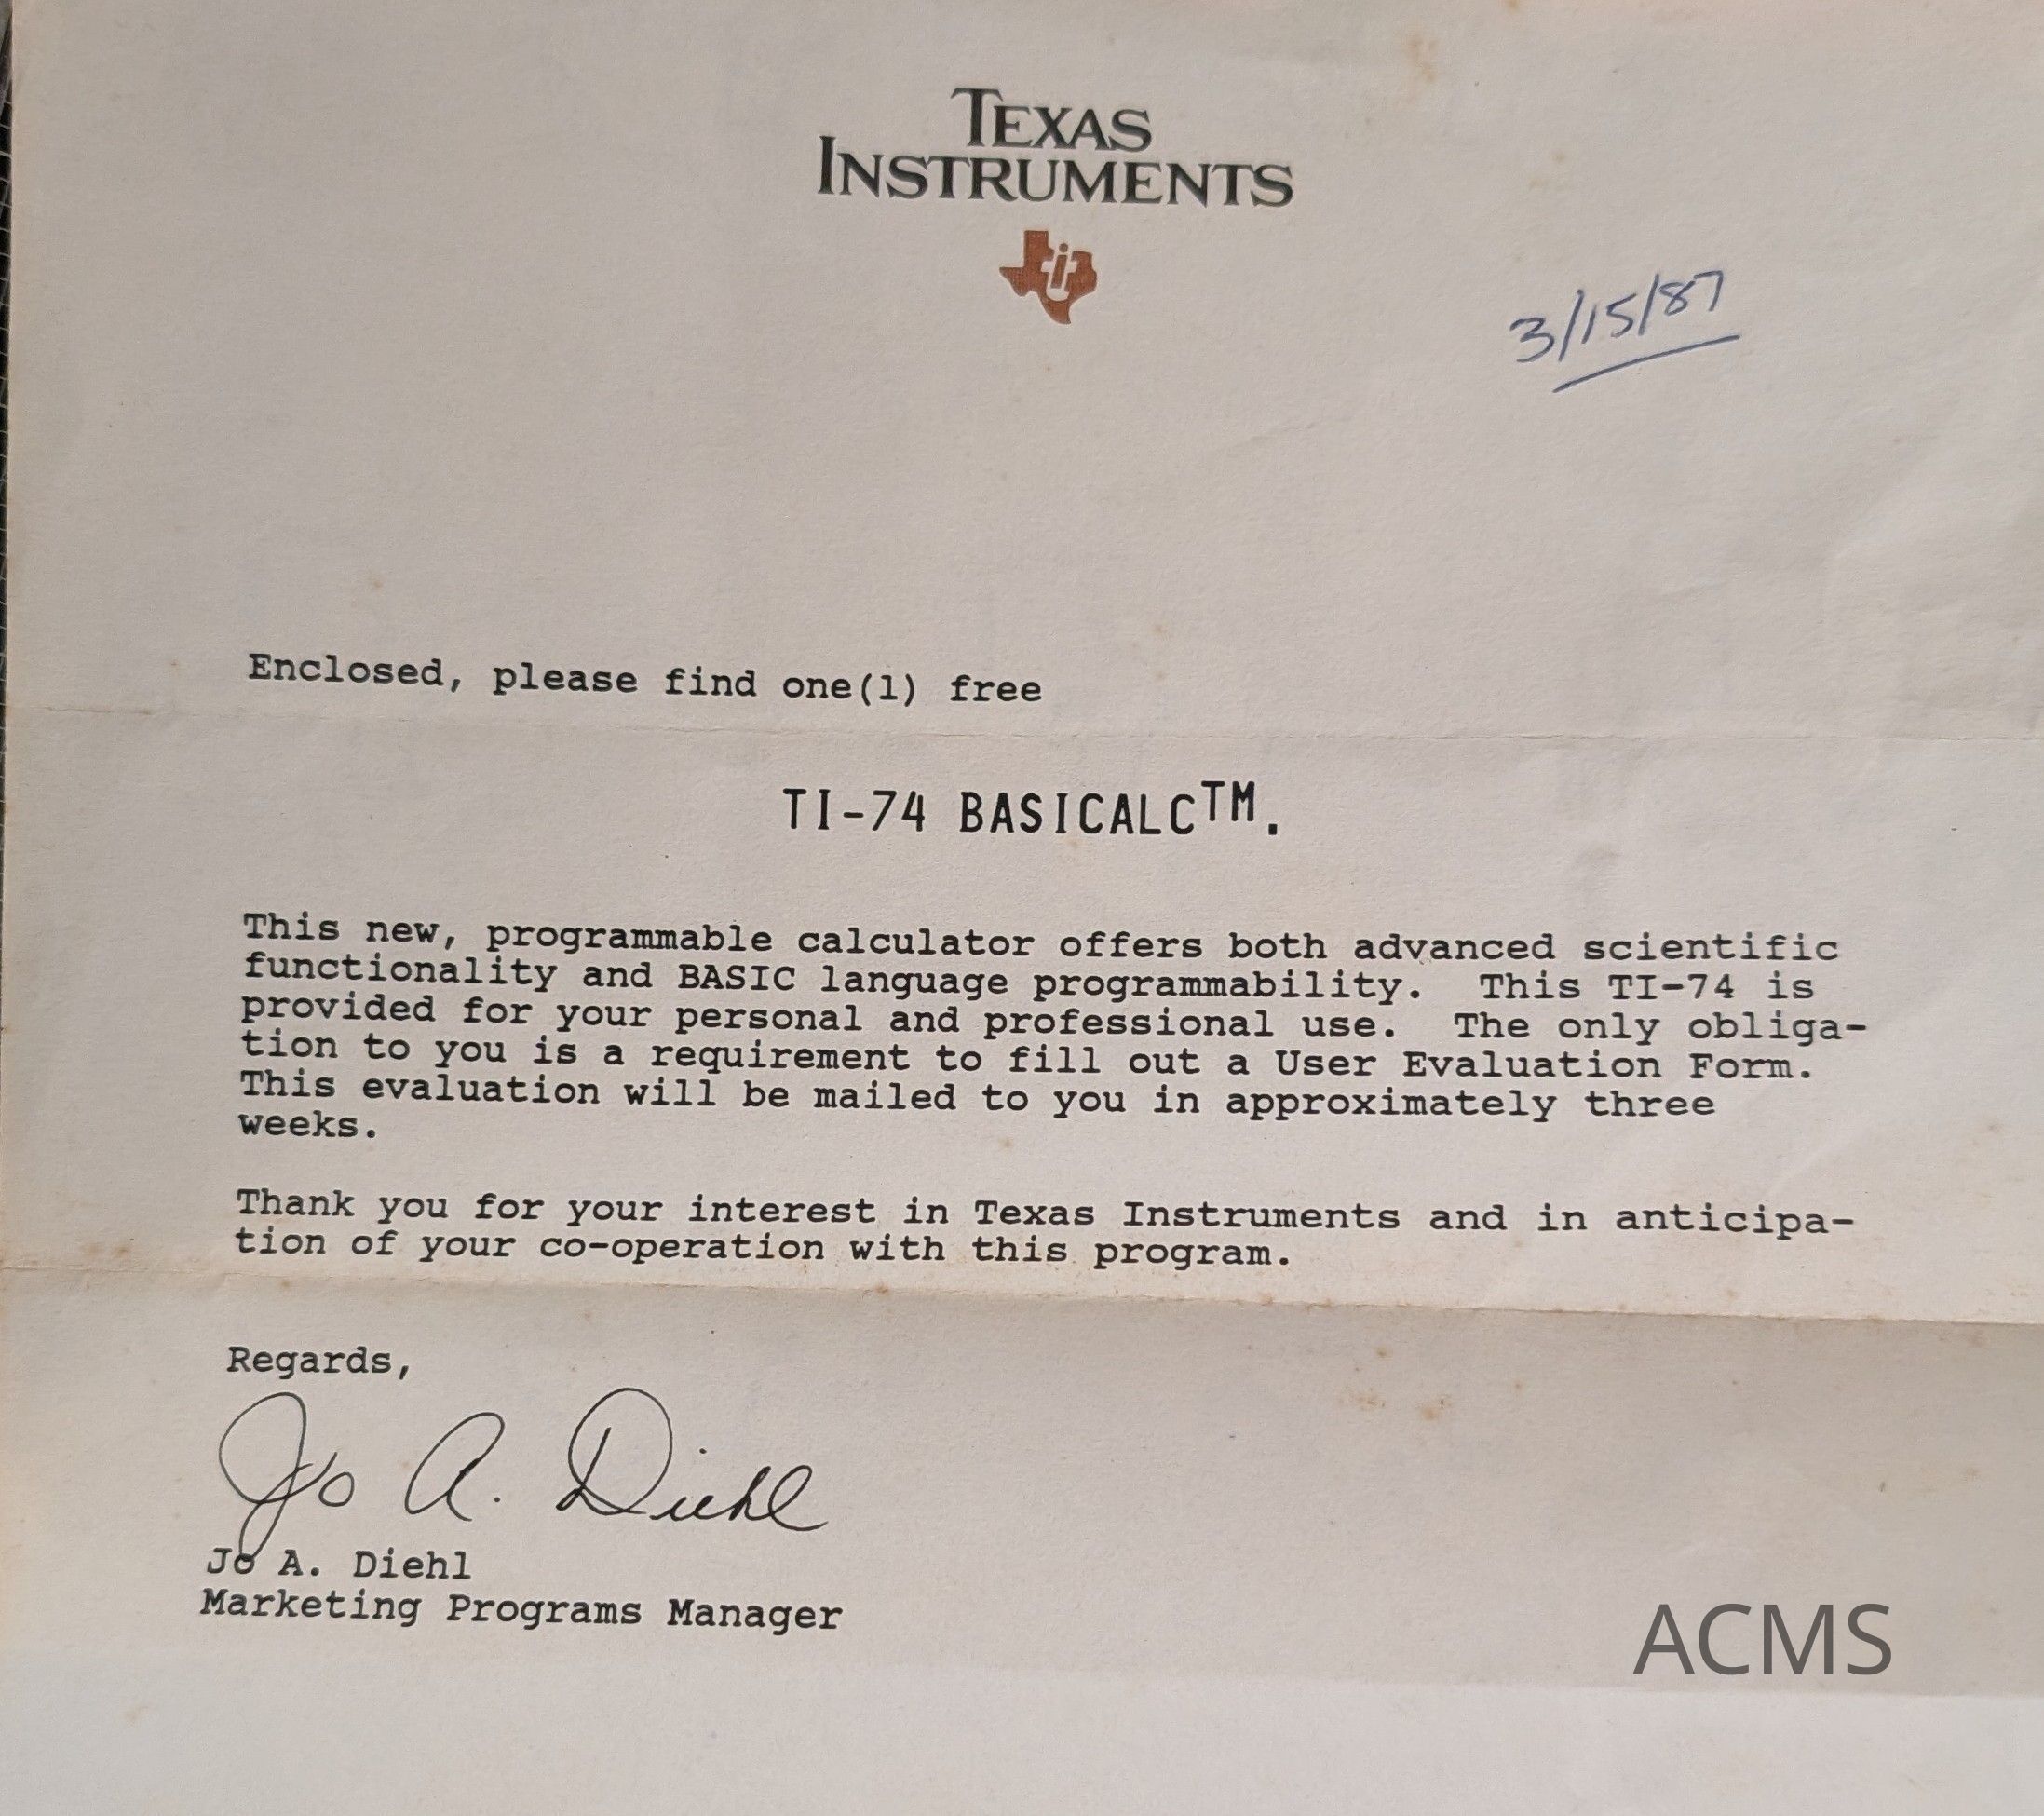 TEXAS
INSTRUMENTS
3/15/87
Enclosed, please find one(1) free
TI-74 BASICALC™.
This new, programmable calculator offers both advanced scientific
functionality and BASIC language programmability.  This TI-74 is
provided for your personal and professional use.  The only obliga-
tion to you is a requirement to fill out a User Evaluation Form.
This evaluation will be mailed to you in approximately three
weeks.
Thank you for your interest in Texas Instruments and in anticipa-
tion of your co-operation with this program.
Regards,
Jo A. Diehl
Jo A. Diehl
Marketing Programs Manager
ACMS